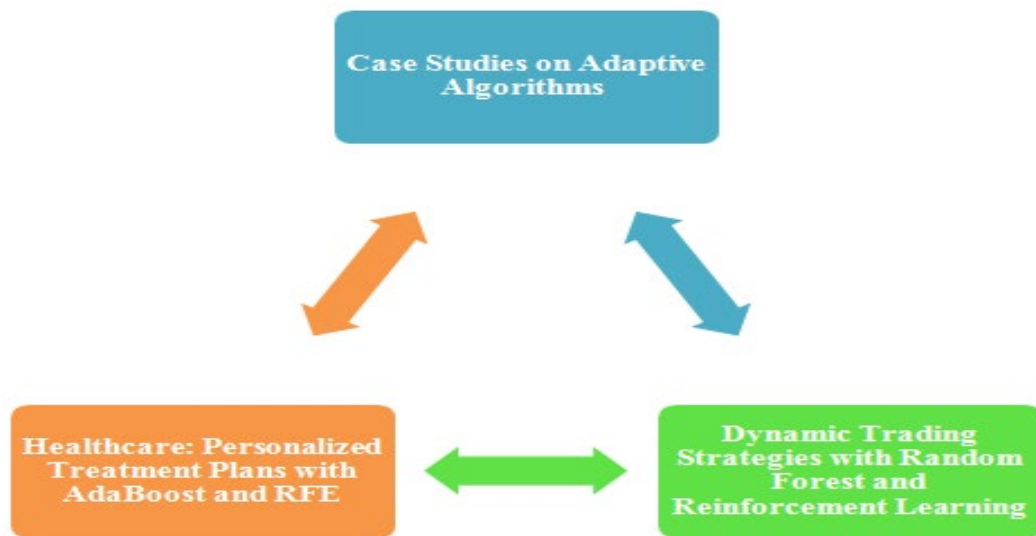 Case Studies on Adaptive
Algorithms
Healthcare: Personalized
Treatment Plans with
AdaBoost and RFE
Dynamic Trading
Strategies with Random
Forest and
Reinforcement Learning